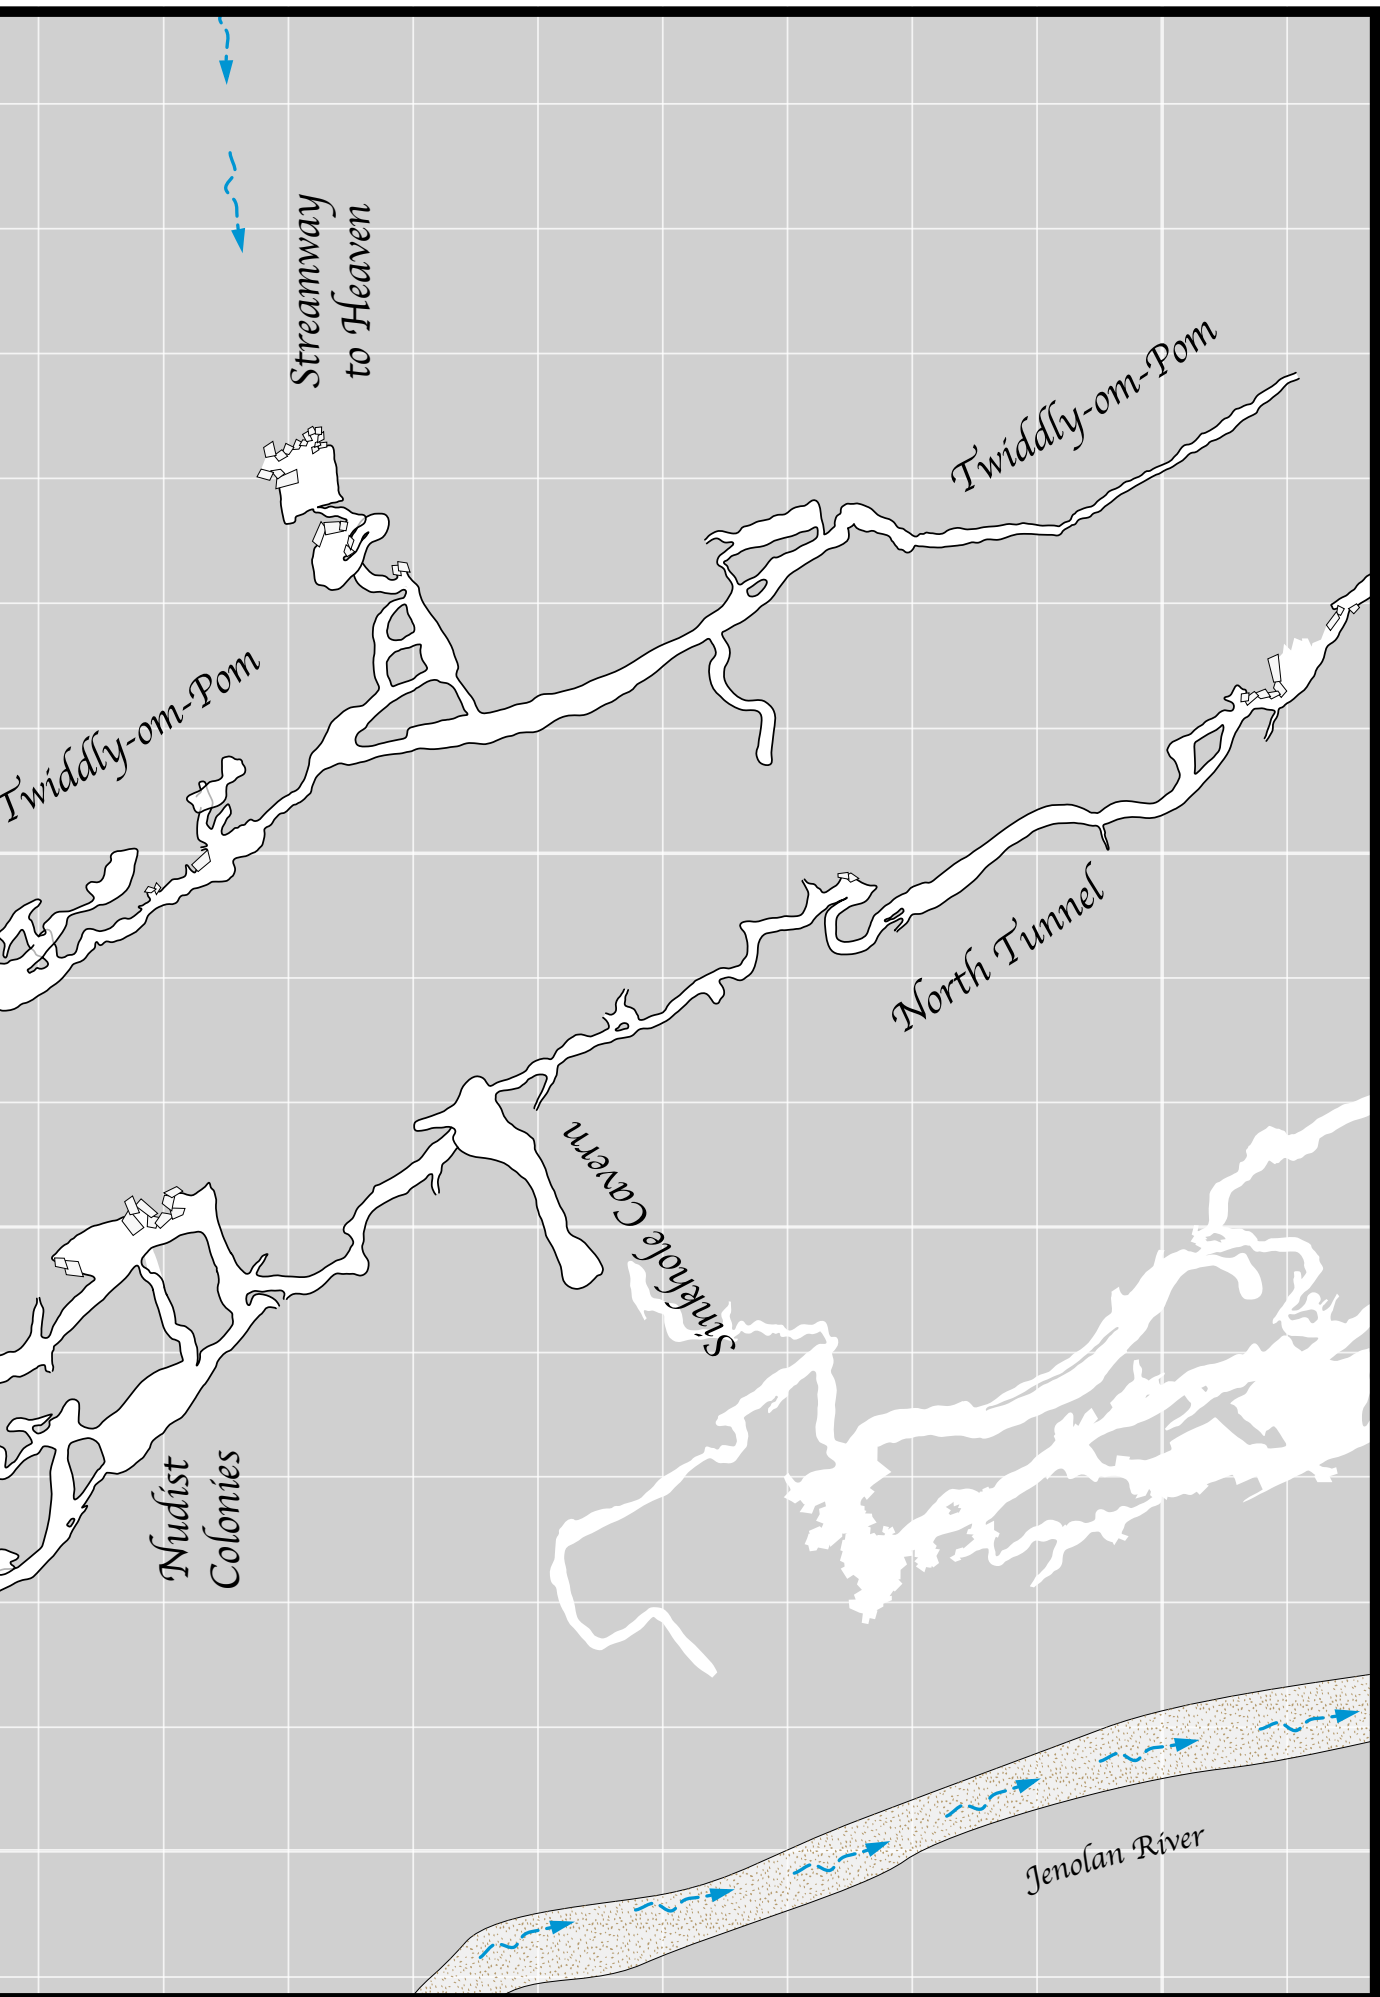 Streamway
to Heaven
Twiddly-om-Pom
Twiddly-om-Pom
North Tunnel
Sinkhole Cavern
Nudist
Colonies
Jenolan River